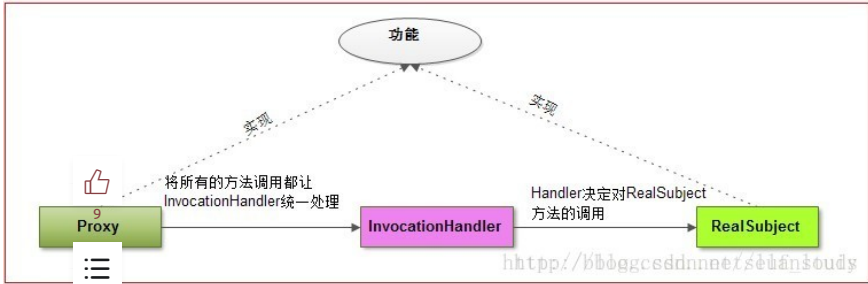 功能
实现
实现
将所有的方法调用都让
InvocationHandler统一处理
Handler决定对RealSubject
方法的调用
9
Proxy
InvocationHandler
RealSubject